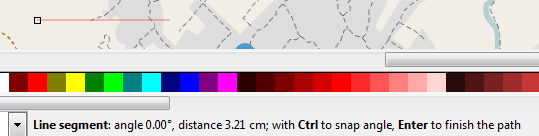 Line segment: angle 0.00°, distance 3.21 cm; with Ctrl to snap angle, Enter to finish the path